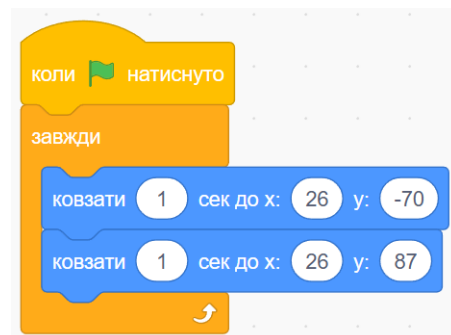 коли натиснуто
завжди
ковзати 1 сек до x: 26 y: -70
ковзати 1 сек до x: 26 y: 87